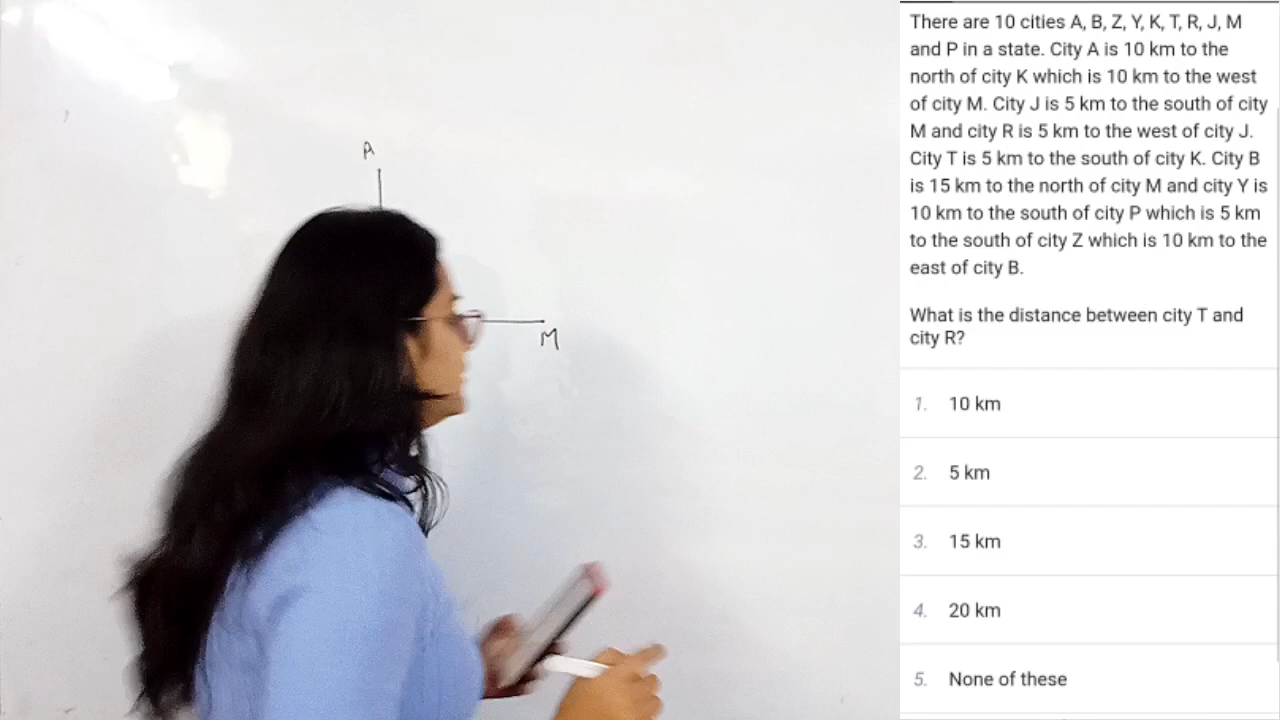 A
M
There are 10 cities A, B, Z, Y, K, T, R, J, M
and P in a state. City A is 10 km to the
north of city K which is 10 km to the west
of city M. City J is 5 km to the south of city
M and city R is 5 km to the west of city J.
City T is 5 km to the south of city K. City B
is 15 km to the north of city M and city Y is
10 km to the south of city P which is 5 km
to the south of city Z which is 10 km to the
east of city B.
What is the distance between city T and
city R?
1. 10 km
2. 5 km
3. 15 km
4. 20 km
5. None of these